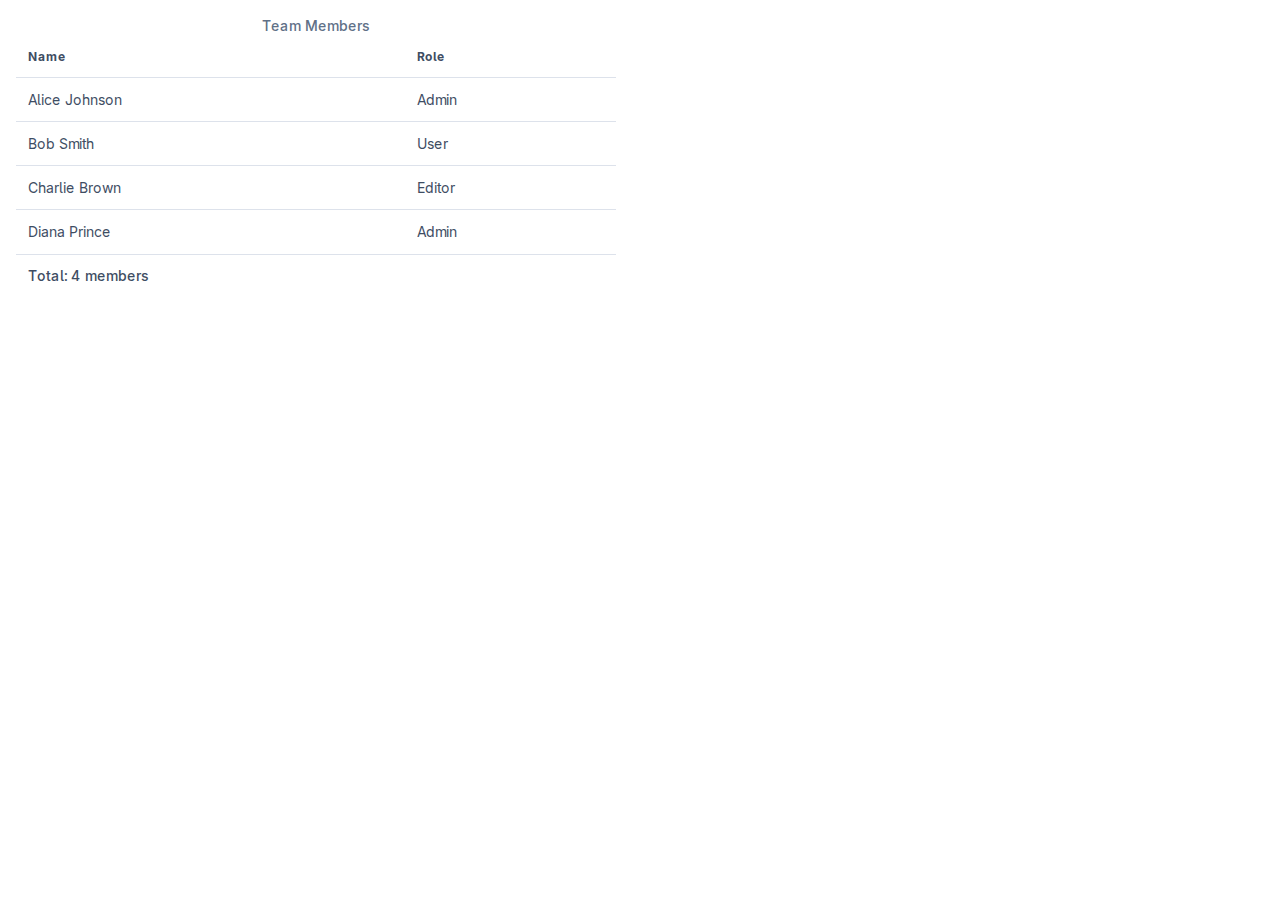 Team Members
Name Role
Alice Johnson Admin
Bob Smith User
Charlie Brown Editor
Diana Prince Admin
Total: 4 members